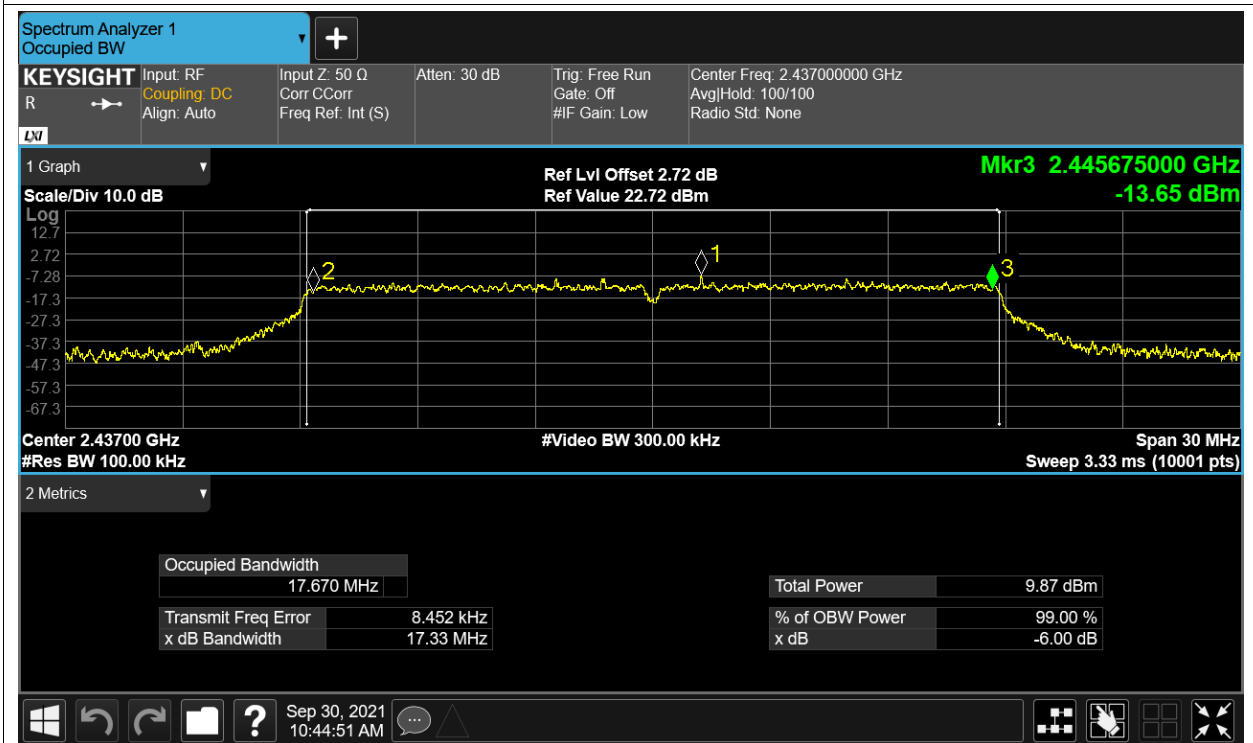 Spectrum Analyzer 1
Occupied BW
▼
+
KEYSIGHT
R
LXI
Input: RF
Coupling: DC
Align: Auto
Input Z: 50 Ω
Corr CCorr
Freq Ref: Int (S)
Atten: 30 dB
Trig: Free Run
Gate: Off
#IF Gain: Low
Center Freq: 2.437000000 GHz
Avg|Hold: 100/100
Radio Std: None
1 Graph
Scale/Div 10.0 dB
Ref Lvl Offset 2.72 dB
Ref Value 22.72 dBm
Mkr3 2.445675000 GHz
-13.65 dBm
Log
12.7
2.72
-7.28
-17.3
-27.3
-37.3
-47.3
-57.3
-67.3
2
1
3
Center 2.43700 GHz
#Res BW 100.00 kHz
#Video BW 300.00 kHz
Span 30 MHz
Sweep 3.33 ms (10001 pts)
2 Metrics
Occupied Bandwidth
17.670 MHz
Transmit Freq Error 8.452 kHz
x dB Bandwidth 17.33 MHz
Total Power 9.87 dBm
% of OBW Power 99.00 %
x dB -6.00 dB
?
Sep 30, 2021
10:44:51 AM